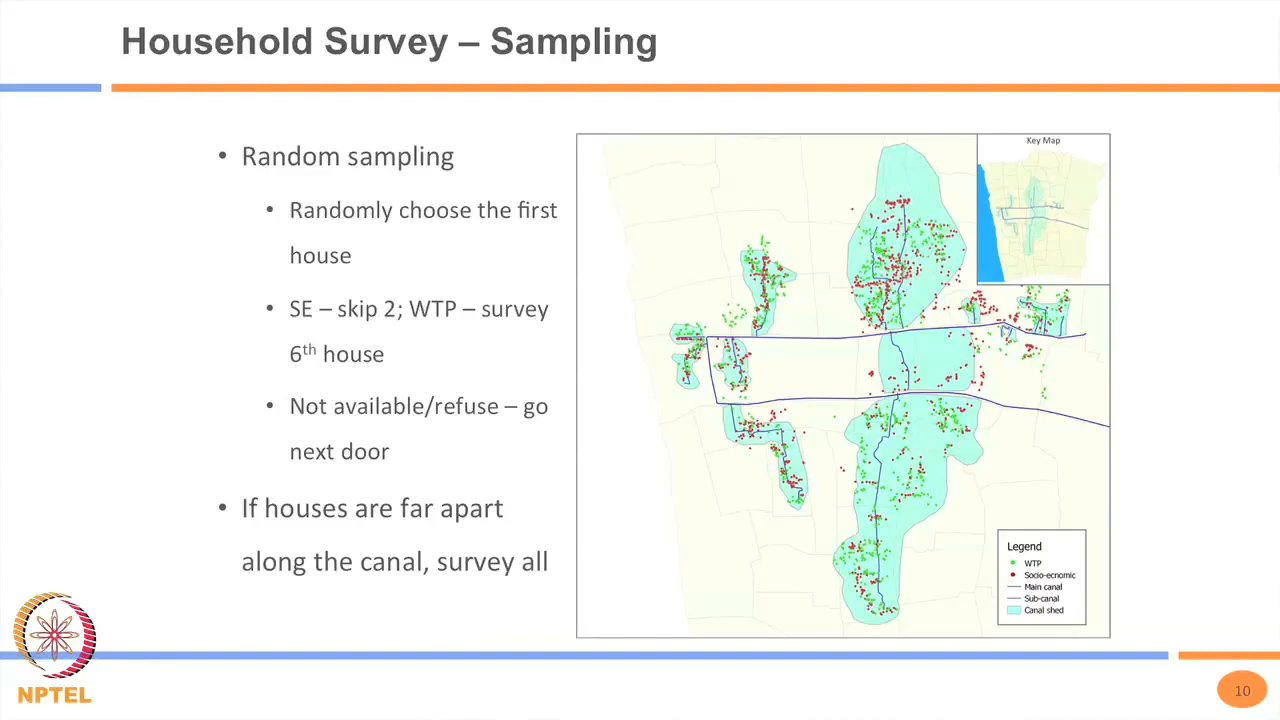 Household Survey – Sampling
• Random sampling
• Randomly choose the first
house
• SE – skip 2; WTP – survey
6th house
• Not available/refuse – go
next door
• If houses are far apart
along the canal, survey all
Key Map
Legend
WTP
Socio-ecnomic
Main canal
Sub-canal
Canal shed
NPTEL
10